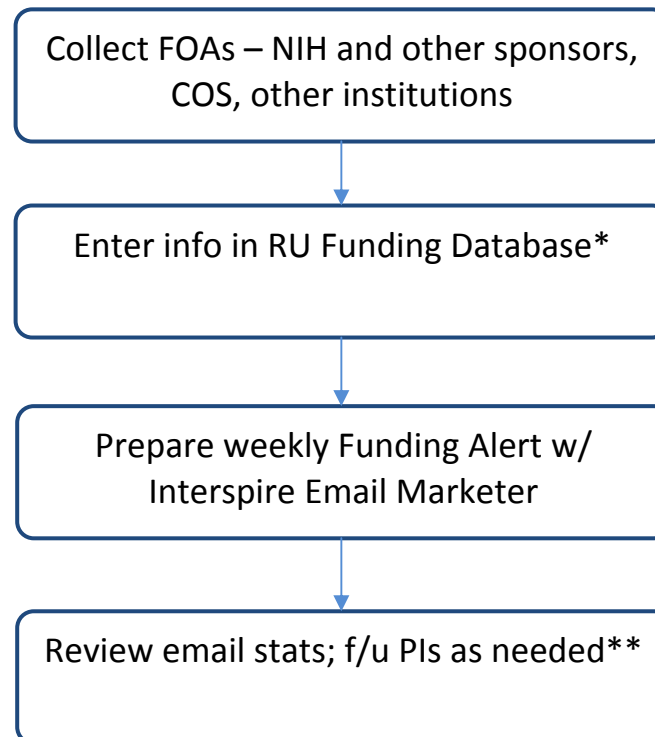 Collect FOAs – NIH and other sponsors,
COS, other institutions
Enter info in RU Funding Database*
Prepare weekly Funding Alert w/
Interspire Email Marketer
Review email stats; f/u PIs as needed**